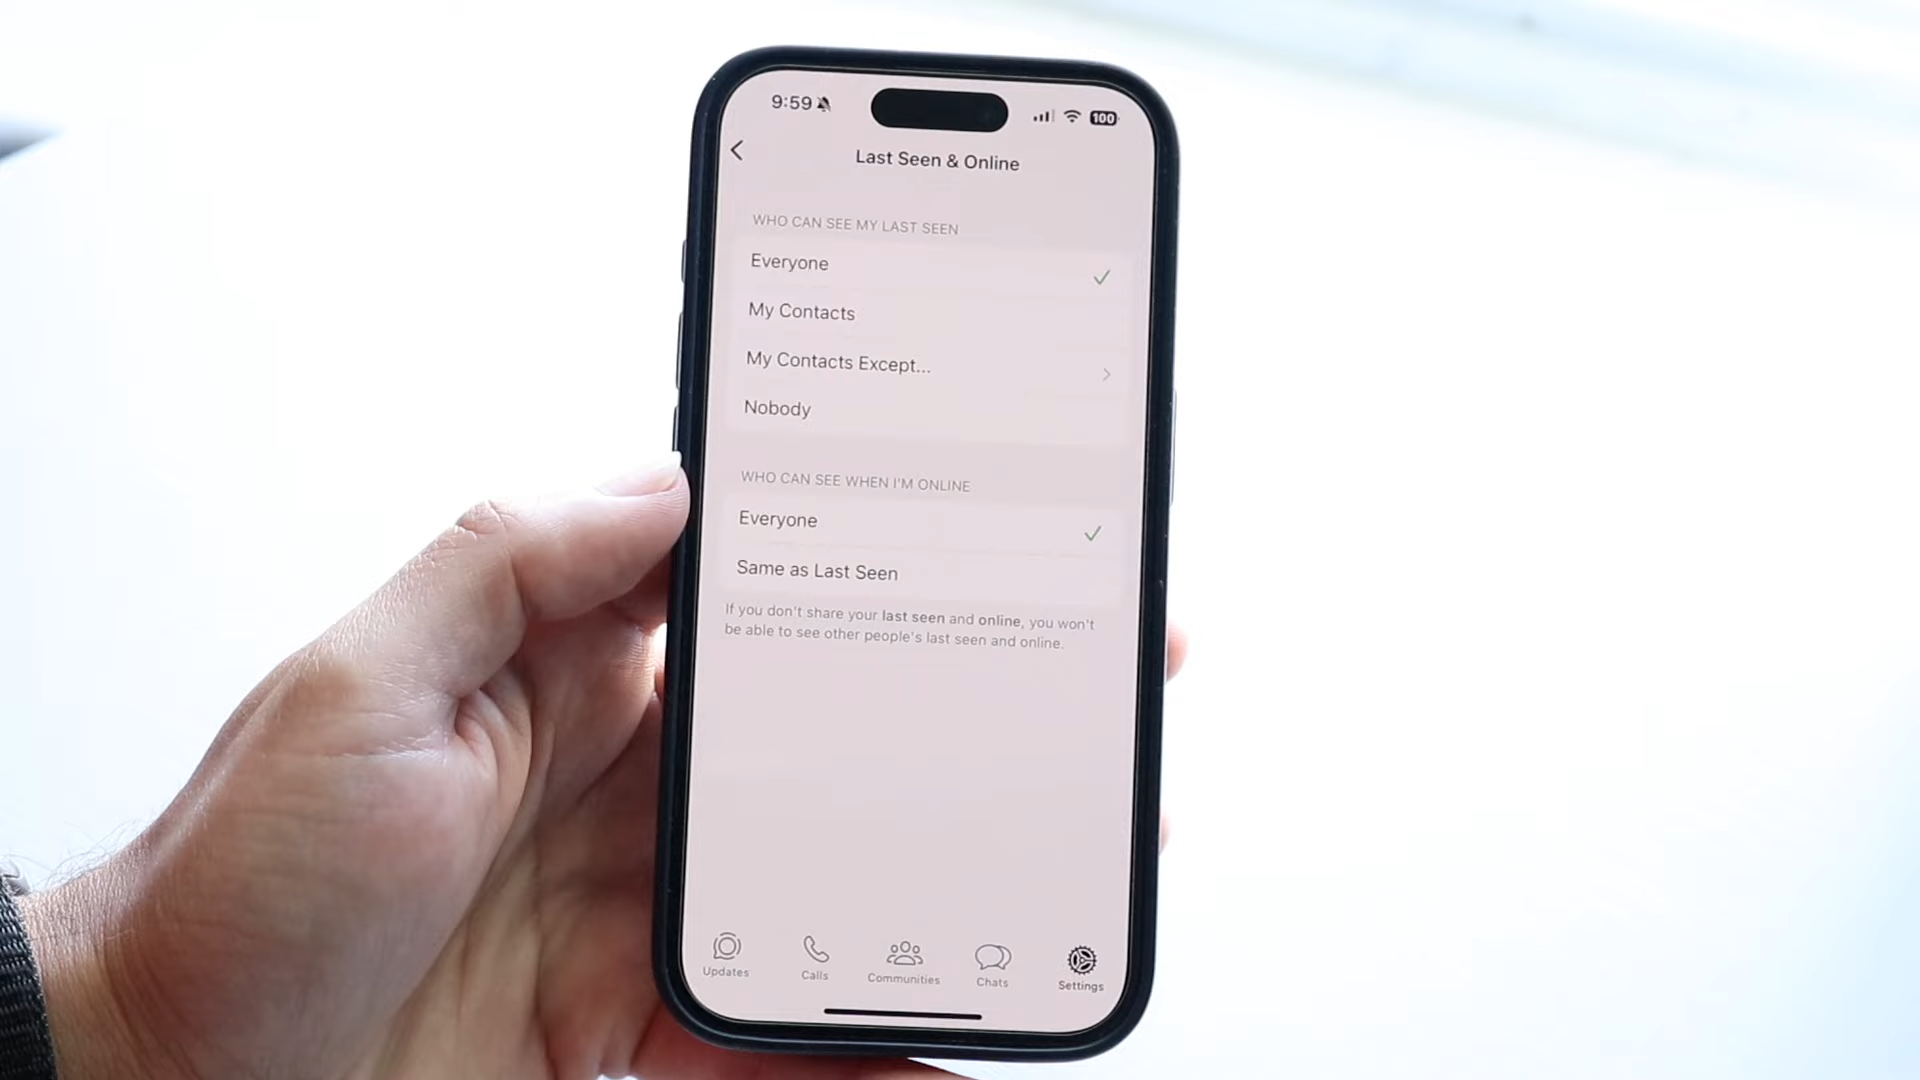 9:59
100
Last Seen & Online
WHO CAN SEE MY LAST SEEN
Everyone
My Contacts
My Contacts Except...
Nobody
WHO CAN SEE WHEN I'M ONLINE
Everyone
Same as Last Seen
If you don't share your last seen and online, you won't
be able to see other people's last seen and online.
Updates
Calls
Communities
Chats
Settings